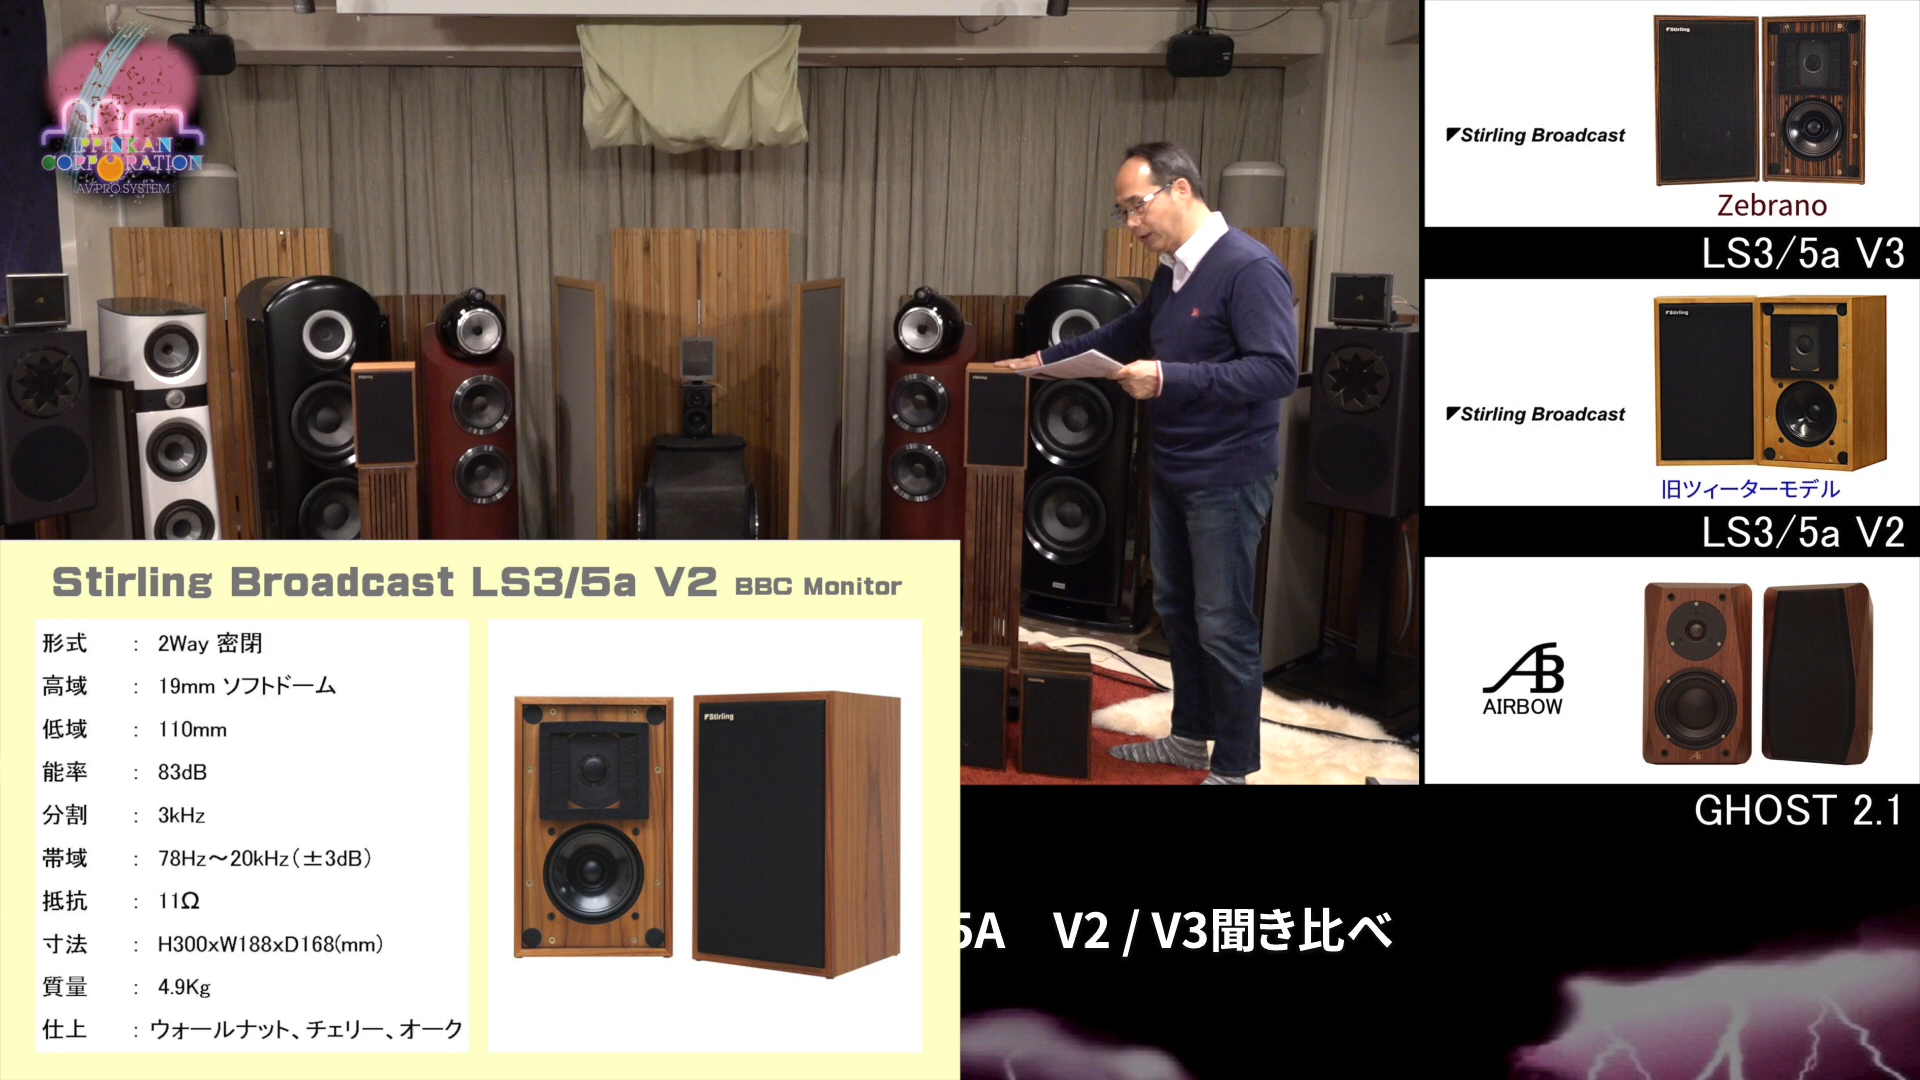 IPPINKAN
CORPORATION
AV-PRO.SYSTEM
Stirling
Stirling Broadcast
Zebrano
LS3/5a V3
Stirling
Stirling Broadcast
旧ツィーターモデル
LS3/5a V2
AIRBOW
GHOST 2.1
Stirling Broadcast LS3/5a V2 BBC Monitor
形式 : 2Way 密閉
高域 : 19mm ソフトドーム
低域 : 110mm
能率 : 83dB
分割 : 3kHz
帯域 : 78Hz～20kHz（±3dB）
抵抗 : 11Ω
寸法 : H300xW188xD168(mm)
質量 : 4.9Kg
仕上 : ウォールナット、チェリー、オーク
Stirling
5A V2 / V3聞き比べ